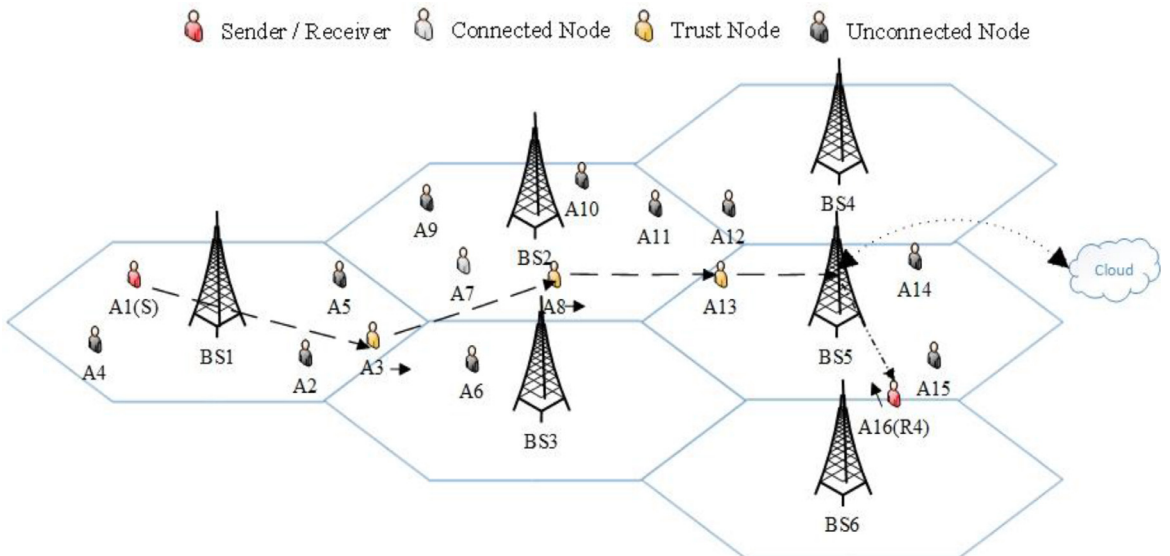 Sender / Receiver Connected Node Trust Node Unconnected Node
BS4
A10
A9 A11 A12
BS2
Cloud
A7 A14
A1(S) A5 A8 A13
BS1 BS5
A4 A2 A3 A6 A15
A16(R4)
BS3
BS6